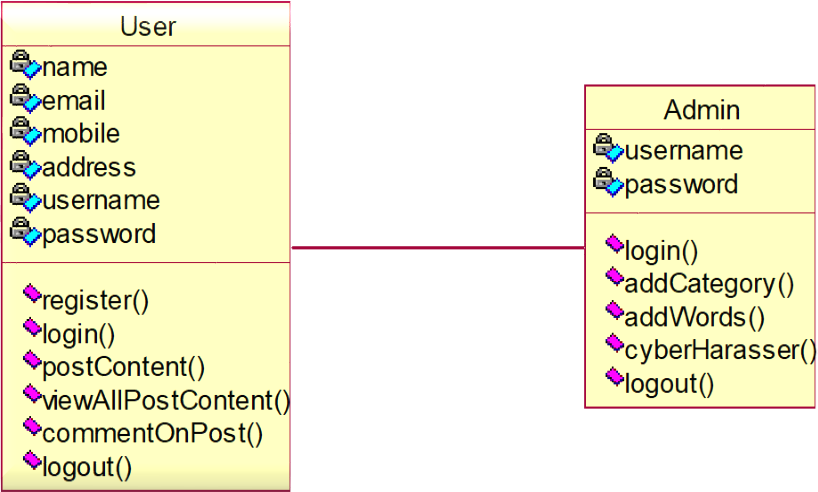 User
name
email
mobile
address
username
password
register()
login()
postContent()
viewAllPostContent()
commentOnPost()
logout()
Admin
username
password
login()
addCategory()
addWords()
cyberHarasser()
logout()